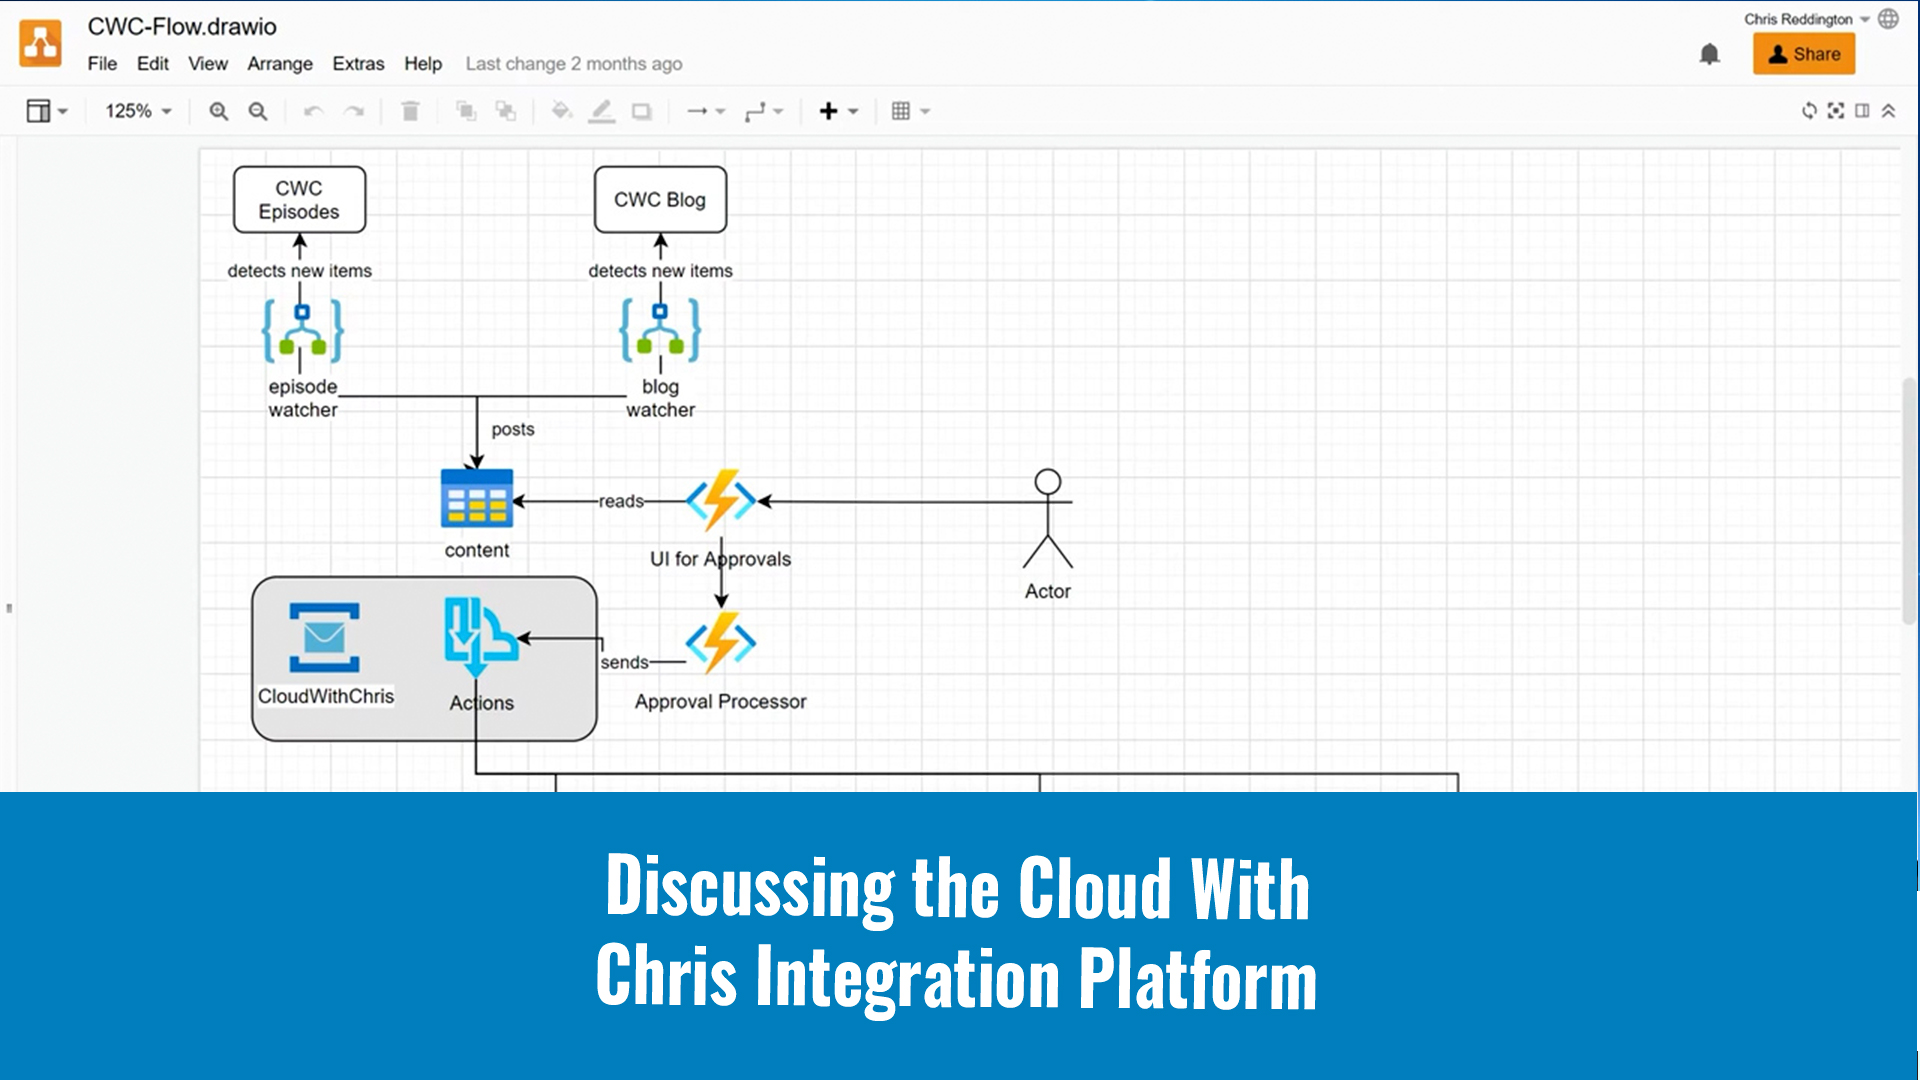 CWC-Flow.drawio
Chris Reddington
File Edit View Arrange Extras Help Last change 2 months ago
Share
125%
CWC
Episodes
CWC Blog
detects new items
detects new items
episode
watcher
blog
watcher
posts
reads
content
UI for Approvals
Actor
sends
CloudWithChris
Actions
Approval Processor
Discussing the Cloud With
Chris Integration Platform